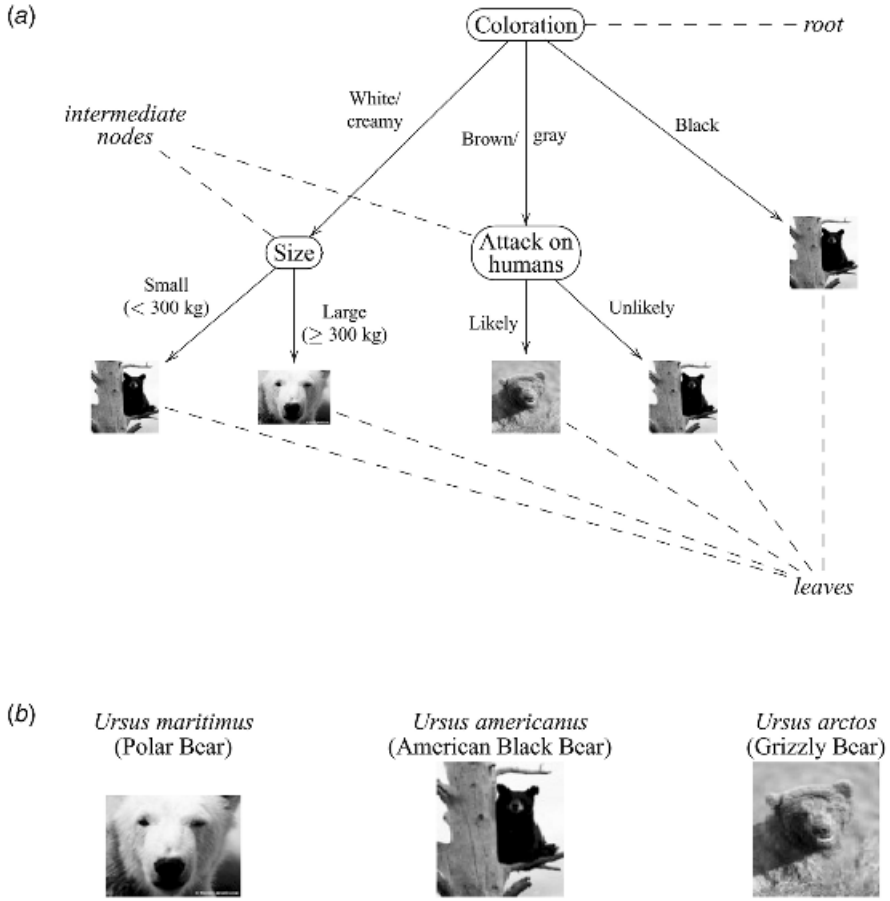 (a)
Coloration
root
White/
creamy
intermediate
nodes
Brown/ gray
Black
Size
Attack on
humans
Small
(< 300 kg)
Large
(≥ 300 kg)
Likely
Unlikely
leaves
(b)
Ursus maritimus
(Polar Bear)
Ursus americanus
(American Black Bear)
Ursus arctos
(Grizzly Bear)